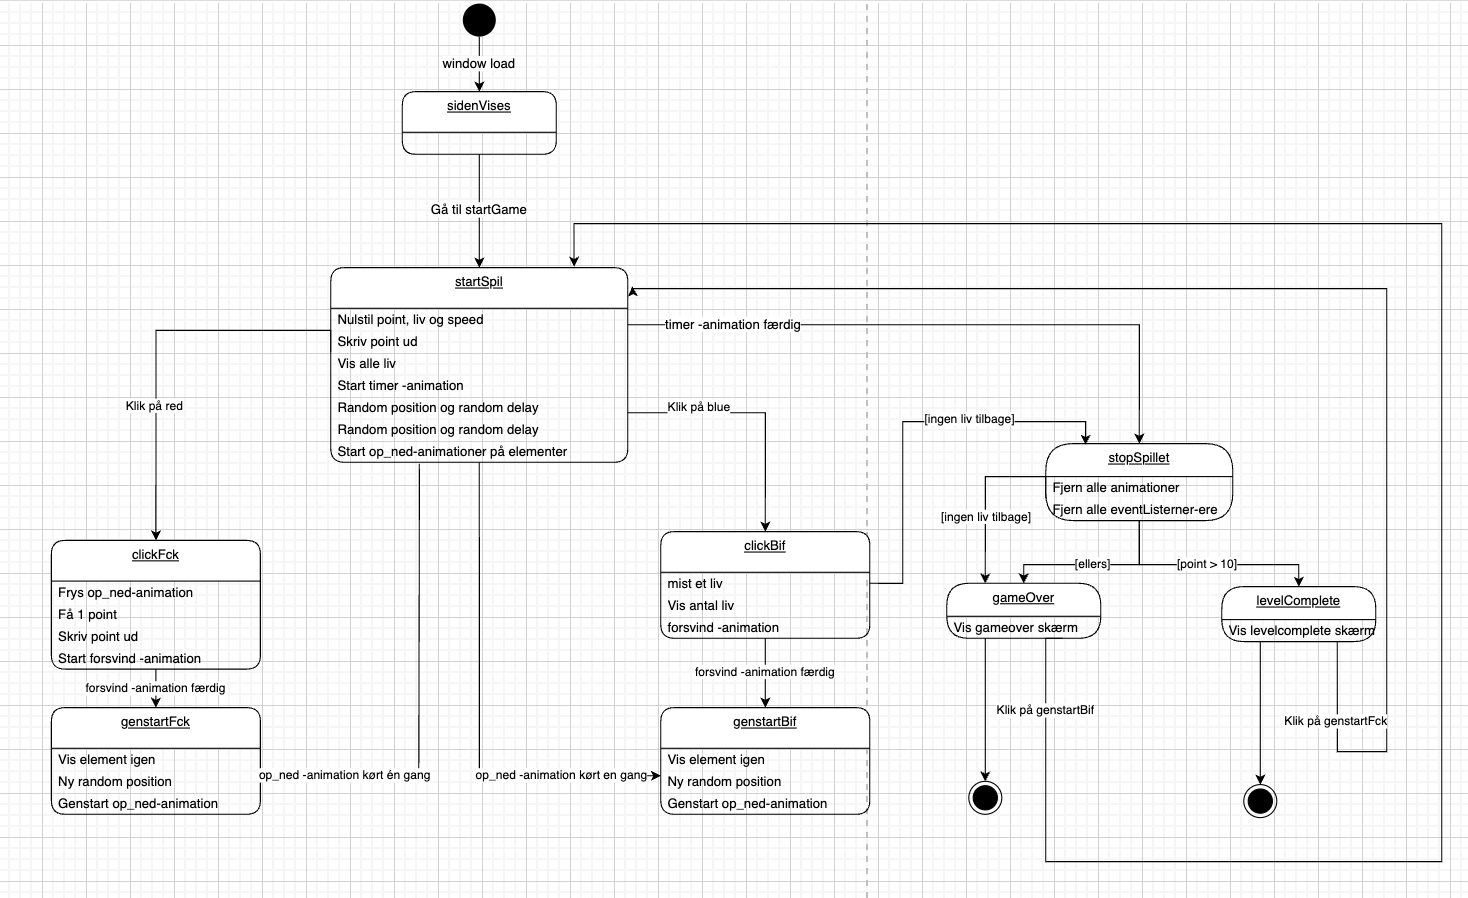 window load
sidenVises
Gå til startGame
startSpil
Nulstil point, liv og speed
Skriv point ud
Vis alle liv
Start timer -animation
Random position og random delay
Random position og random delay
Start op_ned-animationer på elementer
timer -animation færdig
Klik på red
Klik på blue
[ingen liv tilbage]
stopSpillet
Fjern alle animationer
Fjern alle eventListerner-ere
[ingen liv tilbage]
[ellers]
[point > 10]
clickFck
Frys op_ned-animation
Få 1 point
Skriv point ud
Start forsvind -animation
clickBif
mist et liv
Vis antal liv
forsvind -animation
gameOver
Vis gameover skærm
levelComplete
Vis levelcomplete skærm
forsvind -animation færdig
forsvind -animation færdig
genstartFck
Vis element igen
Ny random position
Genstart op_ned-animation
op_ned -animation kørt én gang
op_ned -animation kørt en gang
genstartBif
Vis element igen
Ny random position
Genstart op_ned-animation
Klik på genstartBif
Klik på genstartFck